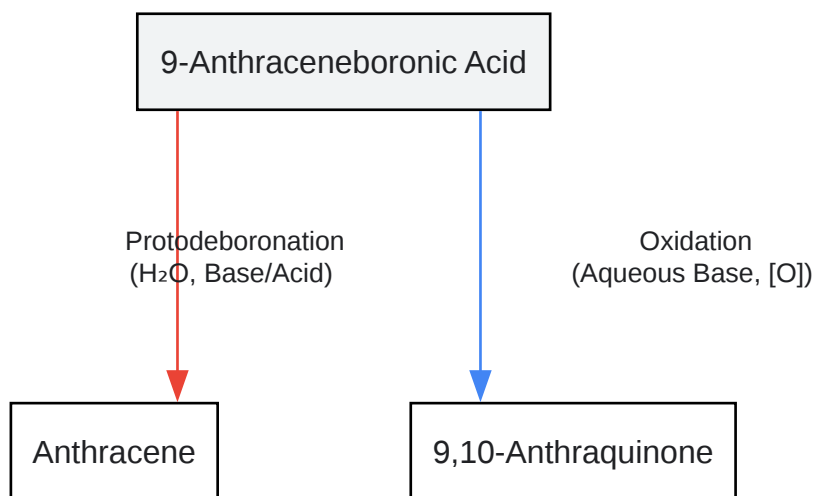 9-Anthraceneboronic Acid
Protodeboronation
(H₂O, Base/Acid)
Oxidation
(Aqueous Base, [O])
Anthracene
9,10-Anthraquinone